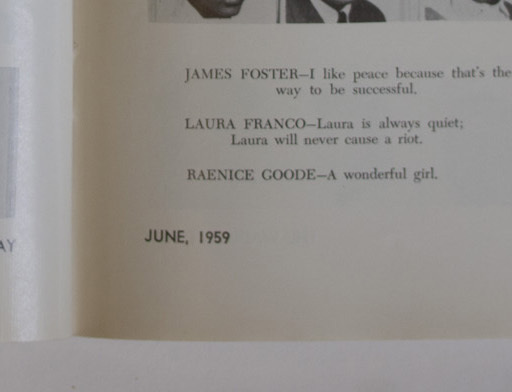 JAMES FOSTER—I like peace because that's the
way to be successful.
LAURA FRANCO—Laura is always quiet;
Laura will never cause a riot.
RAENICE GOODE—A wonderful girl.
JUNE, 1959
AY